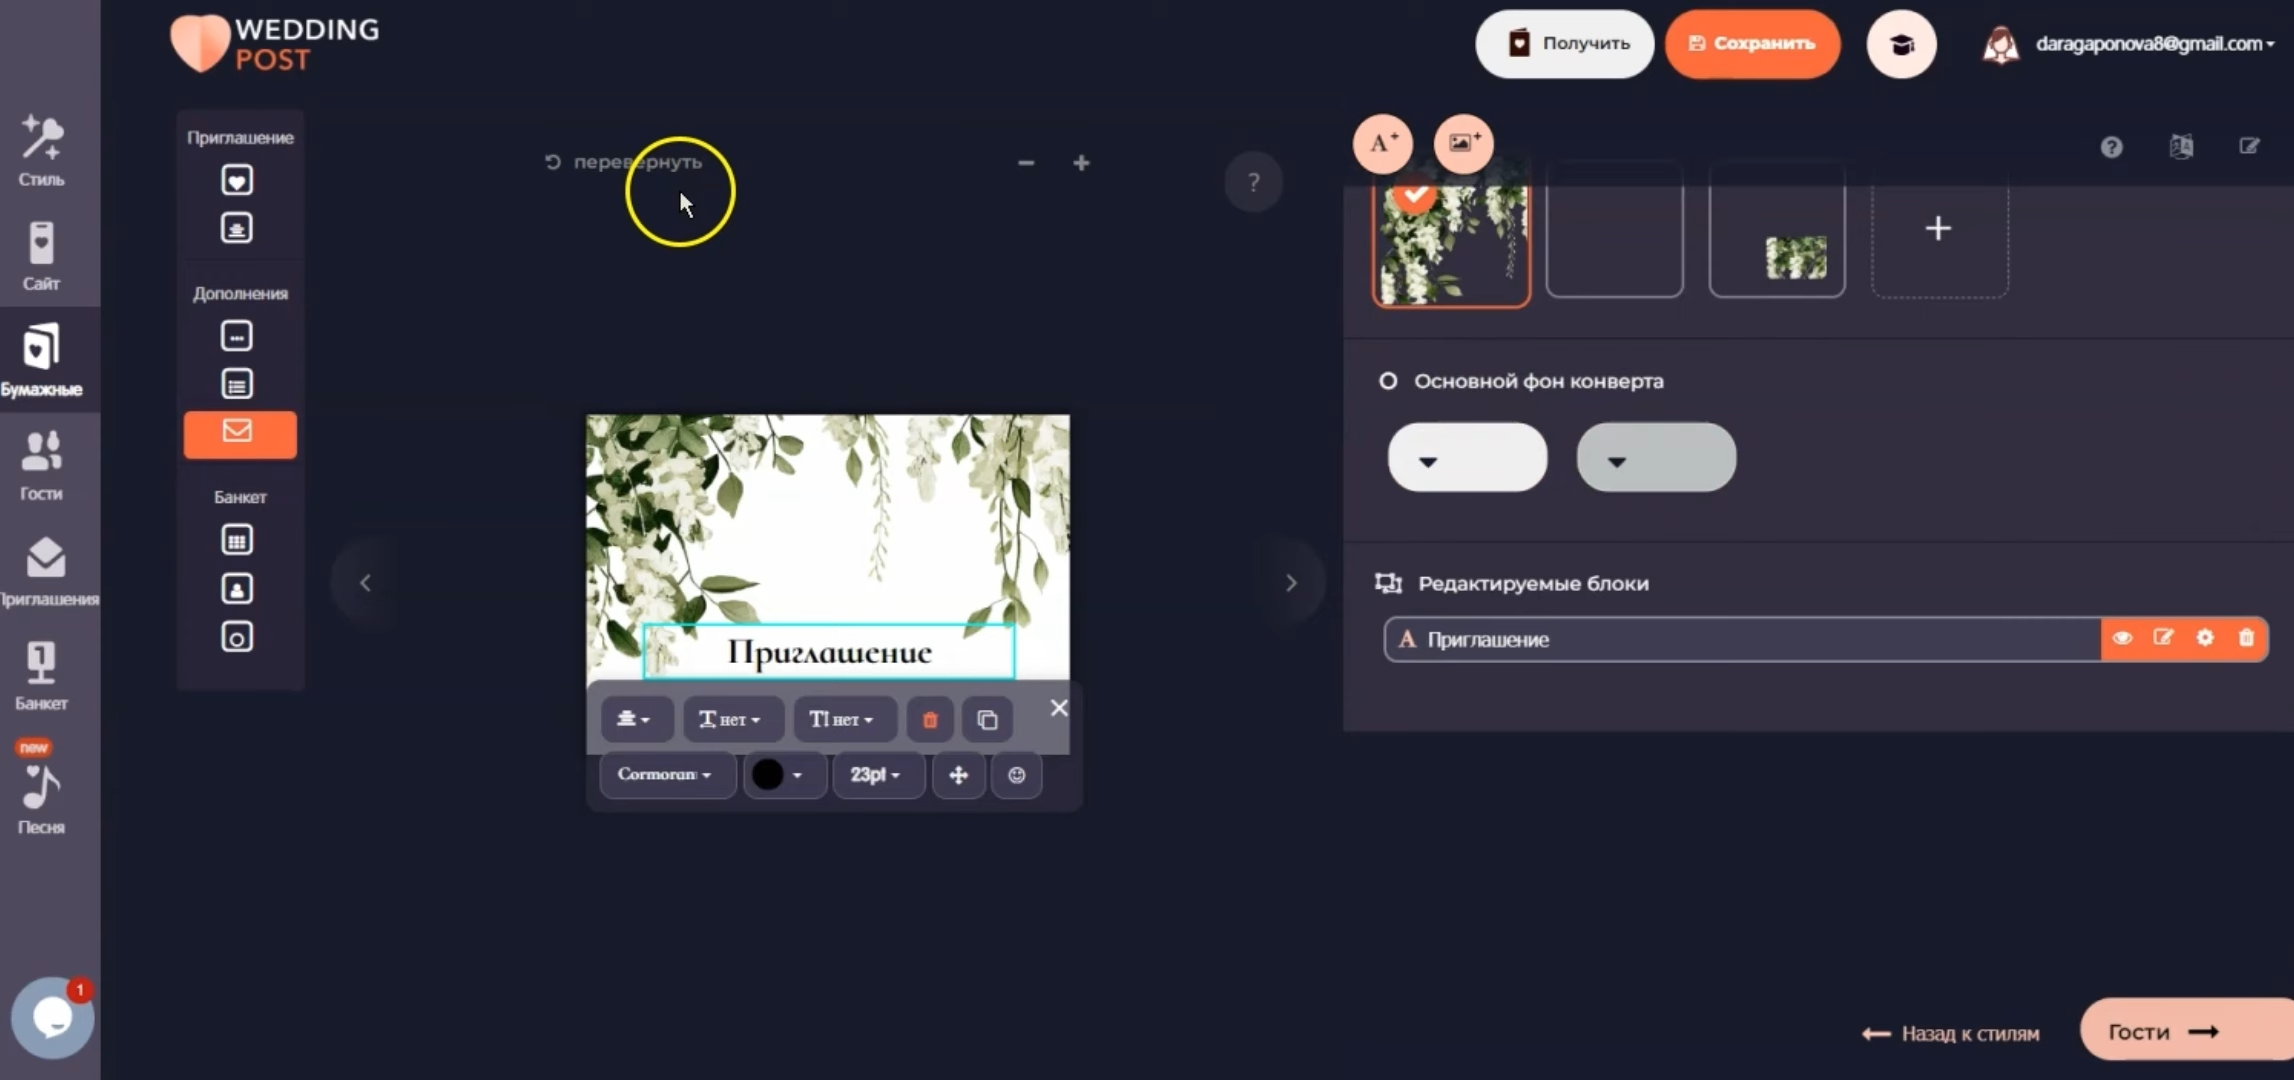 WEDDING
POST
Получить
Сохранить
daragaponova8@gmail.com
Стиль
Сайт
Бумажные
Гости
Приглашения
Банкет
new
Песня
1
Приглашение
Дополнения
Банкет
перевернуть
?
A+
?
Основной фон конверта
Редактируемые блоки
A Приглашение
Приглашение
T нет
T нет
Cormoran
23pt
Назад к стилям
Гости